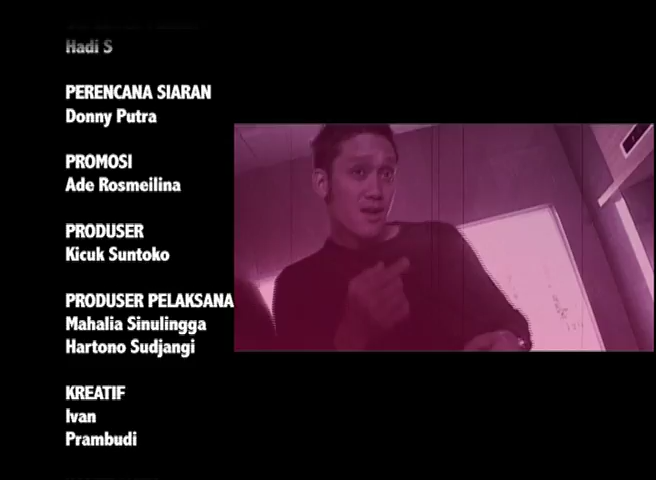 Hadi S
PERENCANA SIARAN
Donny Putra
PROMOSI
Ade Rosmeilina
PRODUSER
Kicuk Suntoko
PRODUSER PELAKSANA
Mahalia Sinulingga
Hartono Sudjangi
KREATIF
Ivan
Prambudi